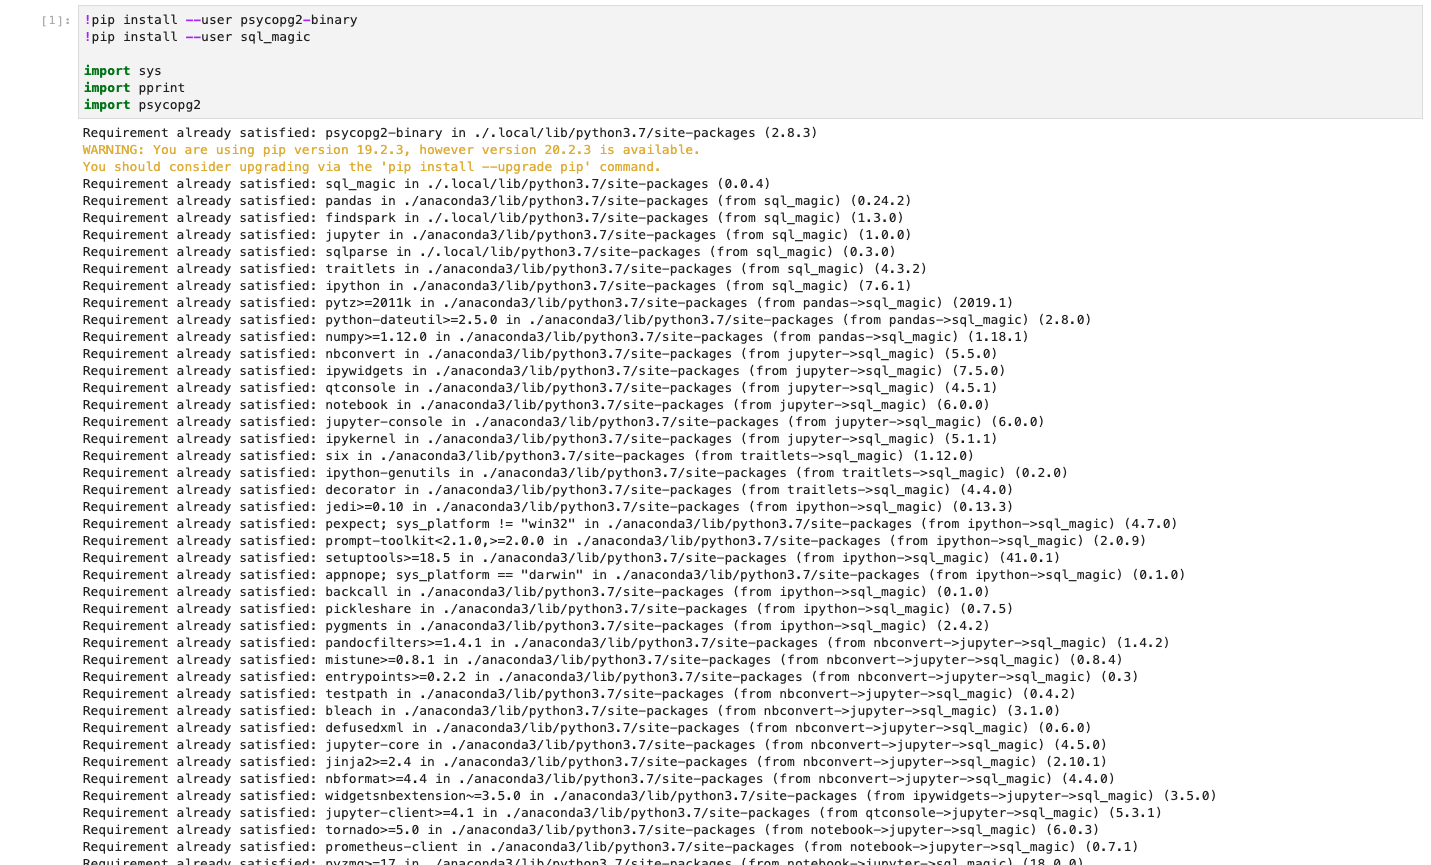 [1]: !pip install --user psycopg2-binary
!pip install --user sql_magic
import sys
import pprint
import psycopg2
Requirement already satisfied: psycopg2-binary in ./.local/lib/python3.7/site-packages (2.8.3)
WARNING: You are using pip version 19.2.3, however version 20.2.3 is available.
You should consider upgrading via the 'pip install --upgrade pip' command.
Requirement already satisfied: sql_magic in ./.local/lib/python3.7/site-packages (0.0.4)
Requirement already satisfied: pandas in ./anaconda3/lib/python3.7/site-packages (from sql_magic) (0.24.2)
Requirement already satisfied: findspark in ./.local/lib/python3.7/site-packages (from sql_magic) (1.3.0)
Requirement already satisfied: jupyter in ./anaconda3/lib/python3.7/site-packages (from sql_magic) (1.0.0)
Requirement already satisfied: sqlparse in ./.local/lib/python3.7/site-packages (from sql_magic) (0.3.0)
Requirement already satisfied: traitlets in ./anaconda3/lib/python3.7/site-packages (from sql_magic) (4.3.2)
Requirement already satisfied: ipython in ./anaconda3/lib/python3.7/site-packages (from sql_magic) (7.6.1)
Requirement already satisfied: pytz>=2011k in ./anaconda3/lib/python3.7/site-packages (from pandas->sql_magic) (2019.1)
Requirement already satisfied: python-dateutil>=2.5.0 in ./anaconda3/lib/python3.7/site-packages (from pandas->sql_magic) (2.8.0)
Requirement already satisfied: numpy>=1.12.0 in ./anaconda3/lib/python3.7/site-packages (from pandas->sql_magic) (1.18.1)
Requirement already satisfied: nbconvert in ./anaconda3/lib/python3.7/site-packages (from jupyter->sql_magic) (5.5.0)
Requirement already satisfied: ipywidgets in ./anaconda3/lib/python3.7/site-packages (from jupyter->sql_magic) (7.5.0)
Requirement already satisfied: qtconsole in ./anaconda3/lib/python3.7/site-packages (from jupyter->sql_magic) (4.5.1)
Requirement already satisfied: notebook in ./anaconda3/lib/python3.7/site-packages (from jupyter->sql_magic) (6.0.0)
Requirement already satisfied: jupyter-console in ./anaconda3/lib/python3.7/site-packages (from jupyter->sql_magic) (6.0.0)
Requirement already satisfied: ipykernel in ./anaconda3/lib/python3.7/site-packages (from jupyter->sql_magic) (5.1.1)
Requirement already satisfied: six in ./anaconda3/lib/python3.7/site-packages (from traitlets->sql_magic) (1.12.0)
Requirement already satisfied: ipython-genutils in ./anaconda3/lib/python3.7/site-packages (from traitlets->sql_magic) (0.2.0)
Requirement already satisfied: decorator in ./anaconda3/lib/python3.7/site-packages (from traitlets->sql_magic) (4.4.0)
Requirement already satisfied: jedi>=0.10 in ./anaconda3/lib/python3.7/site-packages (from ipython->sql_magic) (0.13.3)
Requirement already satisfied: pexpect; sys_platform != "win32" in ./anaconda3/lib/python3.7/site-packages (from ipython->sql_magic) (4.7.0)
Requirement already satisfied: prompt-toolkit<2.1.0,>=2.0.0 in ./anaconda3/lib/python3.7/site-packages (from ipython->sql_magic) (2.0.9)
Requirement already satisfied: setuptools>=18.5 in ./anaconda3/lib/python3.7/site-packages (from ipython->sql_magic) (41.0.1)
Requirement already satisfied: appnope; sys_platform == "darwin" in ./anaconda3/lib/python3.7/site-packages (from ipython->sql_magic) (0.1.0)
Requirement already satisfied: backcall in ./anaconda3/lib/python3.7/site-packages (from ipython->sql_magic) (0.1.0)
Requirement already satisfied: pickleshare in ./anaconda3/lib/python3.7/site-packages (from ipython->sql_magic) (0.7.5)
Requirement already satisfied: pygments in ./anaconda3/lib/python3.7/site-packages (from ipython->sql_magic) (2.4.2)
Requirement already satisfied: pandocfilters>=1.4.1 in ./anaconda3/lib/python3.7/site-packages (from nbconvert->jupyter->sql_magic) (1.4.2)
Requirement already satisfied: mistune>=0.8.1 in ./anaconda3/lib/python3.7/site-packages (from nbconvert->jupyter->sql_magic) (0.8.4)
Requirement already satisfied: entrypoints>=0.2.2 in ./anaconda3/lib/python3.7/site-packages (from nbconvert->jupyter->sql_magic) (0.3)
Requirement already satisfied: testpath in ./anaconda3/lib/python3.7/site-packages (from nbconvert->jupyter->sql_magic) (0.4.2)
Requirement already satisfied: bleach in ./anaconda3/lib/python3.7/site-packages (from nbconvert->jupyter->sql_magic) (3.1.0)
Requirement already satisfied: defusedxml in ./anaconda3/lib/python3.7/site-packages (from nbconvert->jupyter->sql_magic) (0.6.0)
Requirement already satisfied: jupyter-core in ./anaconda3/lib/python3.7/site-packages (from nbconvert->jupyter->sql_magic) (4.5.0)
Requirement already satisfied: jinja2>=2.4 in ./anaconda3/lib/python3.7/site-packages (from nbconvert->jupyter->sql_magic) (2.10.1)
Requirement already satisfied: nbformat>=4.4 in ./anaconda3/lib/python3.7/site-packages (from nbconvert->jupyter->sql_magic) (4.4.0)
Requirement already satisfied: widgetsnbextension~=3.5.0 in ./anaconda3/lib/python3.7/site-packages (from ipywidgets->jupyter->sql_magic) (3.5.0)
Requirement already satisfied: jupyter-client>=4.1 in ./anaconda3/lib/python3.7/site-packages (from qtconsole->jupyter->sql_magic) (5.3.1)
Requirement already satisfied: tornado>=5.0 in ./anaconda3/lib/python3.7/site-packages (from notebook->jupyter->sql_magic) (6.0.3)
Requirement already satisfied: prometheus-client in ./anaconda3/lib/python3.7/site-packages (from notebook->jupyter->sql_magic) (0.7.1)
Requirement already satisfied: pyzmq>=17 in ./anaconda3/lib/python3.7/site-packages (from notebook->jupyter->sql_magic) (18.0.0)